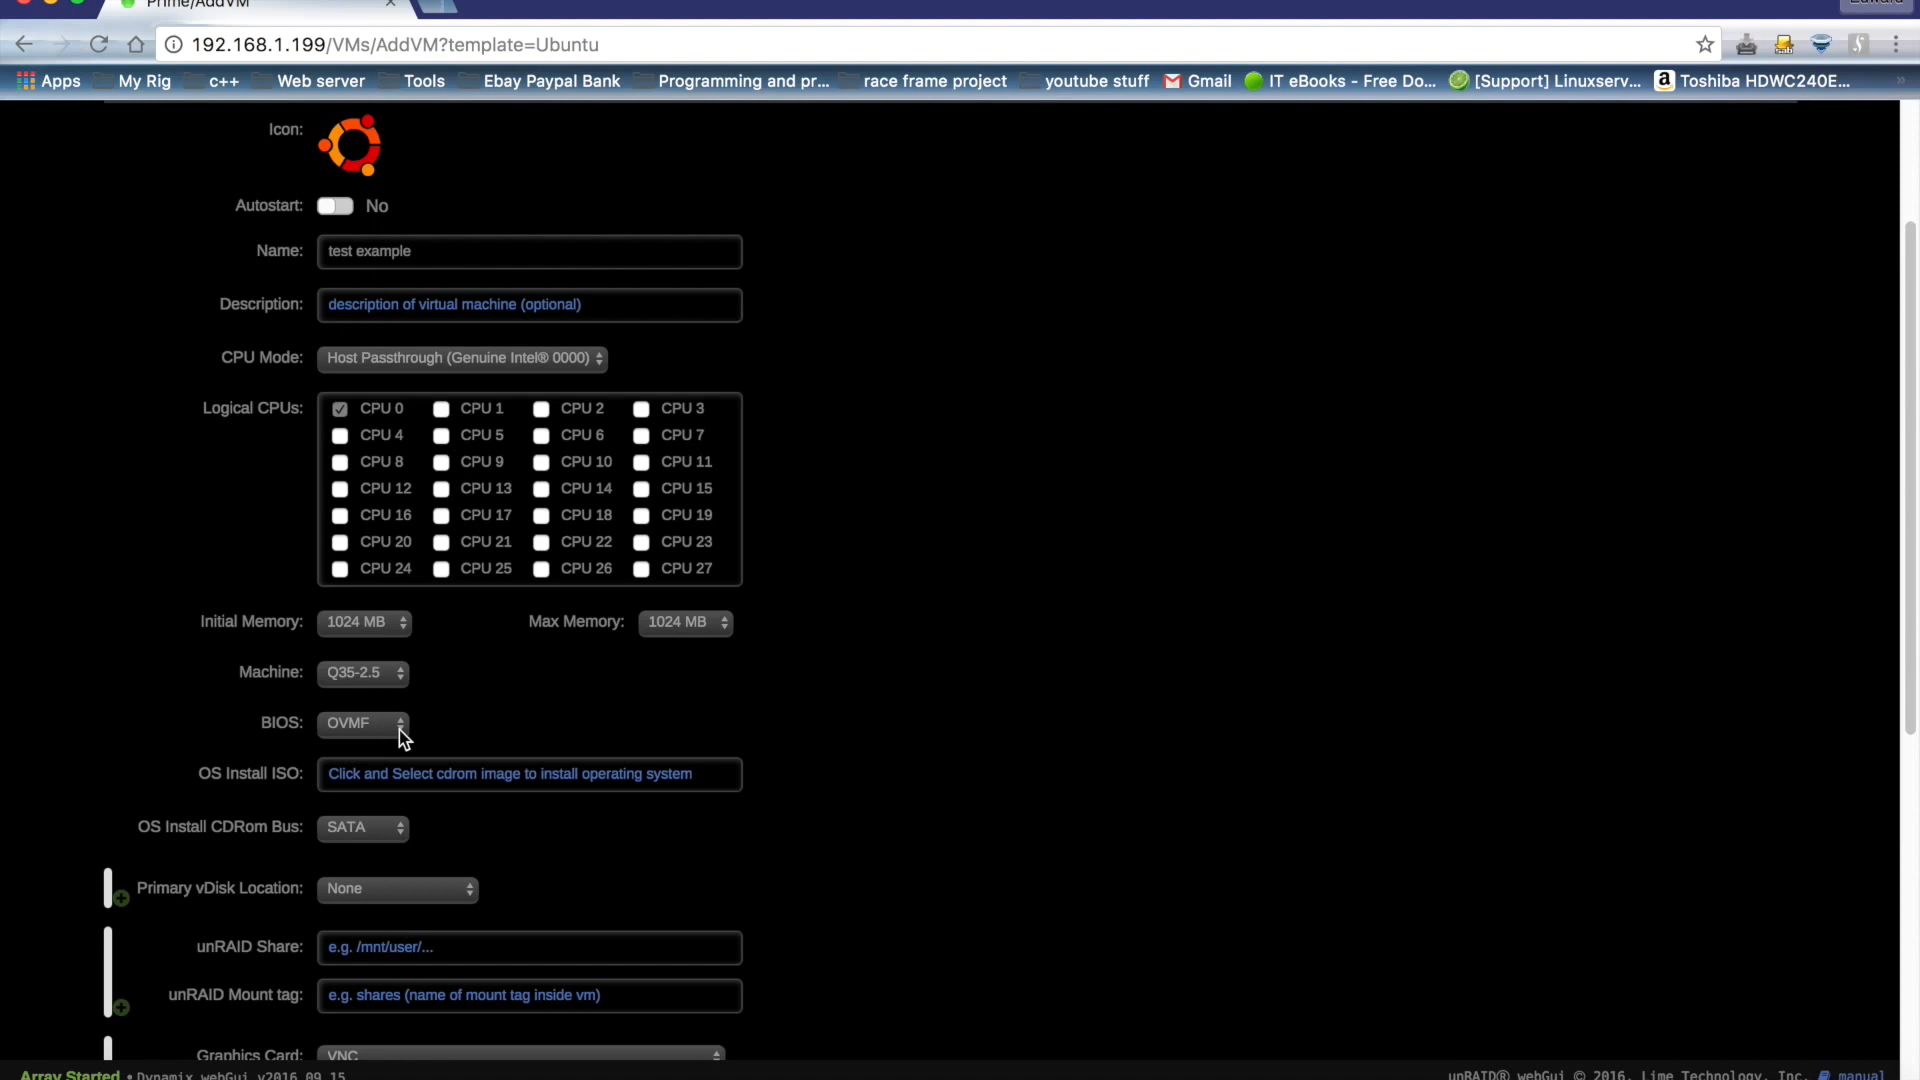 Prime/AddVM
Edward
192.168.1.199/VMs/AddVM?template=Ubuntu
Apps My Rig c++ Web server Tools Ebay Paypal Bank Programming and pr... race frame project youtube stuff Gmail IT eBooks - Free Do... [Support] Linuxserv... Toshiba HDWC240E...
Icon:
Autostart: No
Name: test example
Description: description of virtual machine (optional)
CPU Mode: Host Passthrough (Genuine Intel® 0000)
Logical CPUs: CPU 0 CPU 1 CPU 2 CPU 3
CPU 4 CPU 5 CPU 6 CPU 7
CPU 8 CPU 9 CPU 10 CPU 11
CPU 12 CPU 13 CPU 14 CPU 15
CPU 16 CPU 17 CPU 18 CPU 19
CPU 20 CPU 21 CPU 22 CPU 23
CPU 24 CPU 25 CPU 26 CPU 27
Initial Memory: 1024 MB Max Memory: 1024 MB
Machine: Q35-2.5
BIOS: OVMF
OS Install ISO: Click and Select cdrom image to install operating system
OS Install CDRom Bus: SATA
Primary vDisk Location: None
unRAID Share: e.g. /mnt/user/...
unRAID Mount tag: e.g. shares (name of mount tag inside vm)
Graphics Card: VNC
Array Started • Dynamix webGui v2016.09.15 unRAID® webGui © 2016, Lime Technology, Inc. manual